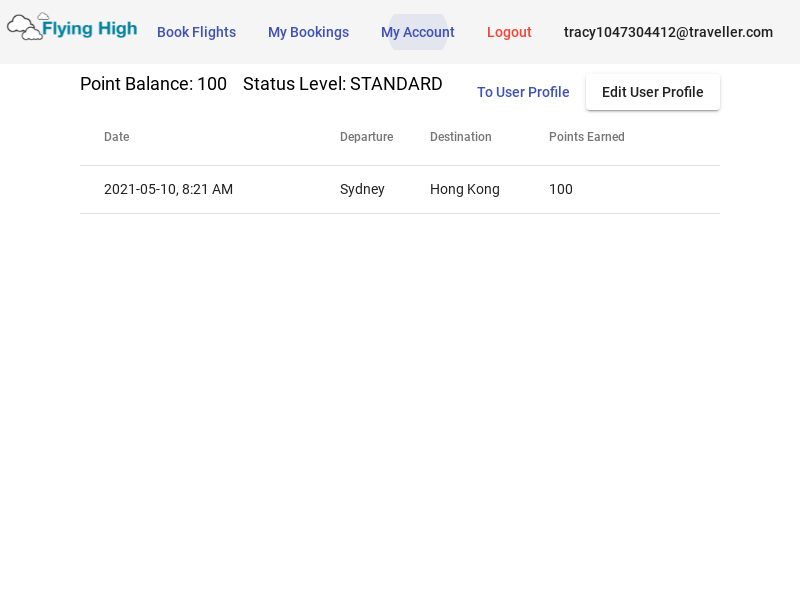 Flying High Book Flights My Bookings My Account Logout tracy1047304412@traveller.com
Point Balance: 100 Status Level: STANDARD To User Profile Edit User Profile
Date Departure Destination Points Earned
2021-05-10, 8:21 AM Sydney Hong Kong 100